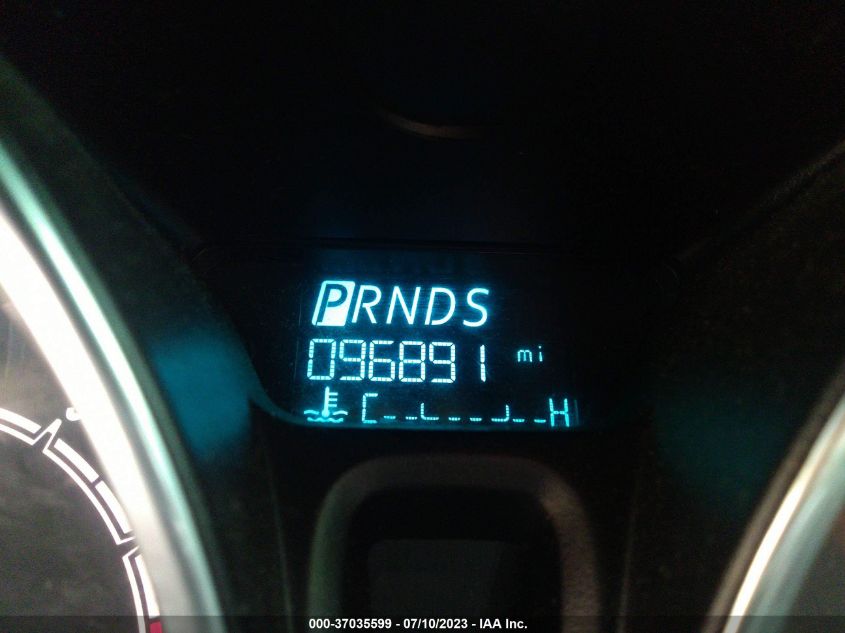 PRNDS
096891 mi
C H
000-37035599 - 07/10/2023 - IAA Inc.